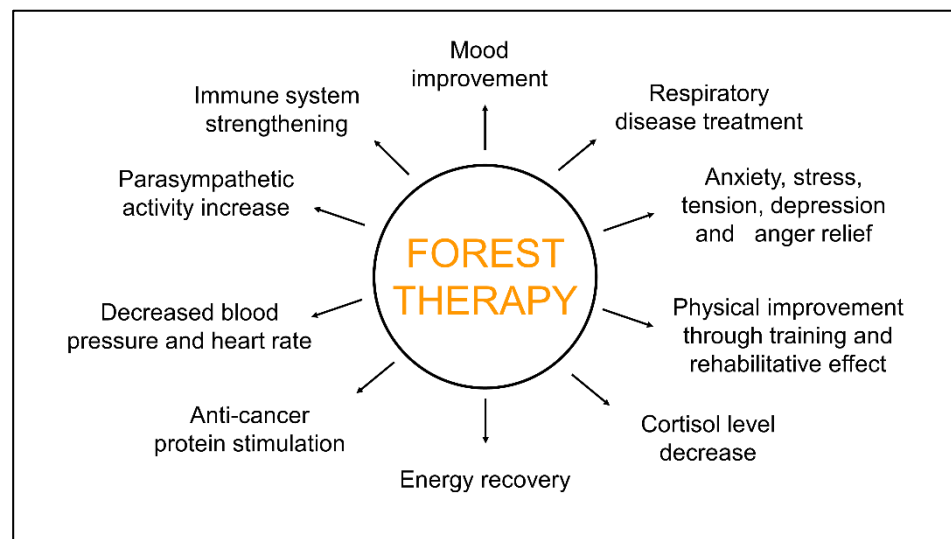 Mood
improvement
Respiratory
disease treatment
Anxiety, stress,
tension, depression
and anger relief
Physical improvement
through training and
rehabilitative effect
Cortisol level
decrease
Energy recovery
Anti-cancer
protein stimulation
Decreased blood
pressure and heart rate
Parasympathetic
activity increase
Immune system
strengthening
FOREST
THERAPY